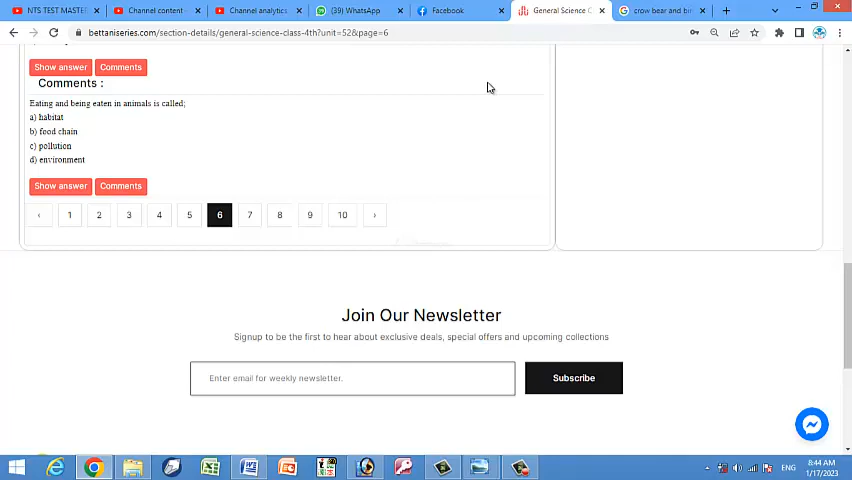 NTS TEST MASTER
Channel content -
Channel analytics
(39) WhatsApp
Facebook
General Science C
crow bear and bir
bettaniseries.com/section-details/general-science-class-4th?unit=52&page=6
Show answer
Comments
Comments :
Eating and being eaten in animals is called;
a) habitat
b) food chain
c) pollution
d) environment
Show answer
Comments
‹ 1 2 3 4 5 6 7 8 9 10 ›
Join Our Newsletter
Signup to be the first to hear about exclusive deals, special offers and upcoming collections
Enter email for weekly newsletter.
Subscribe
ENG
8:44 AM
1/17/2023